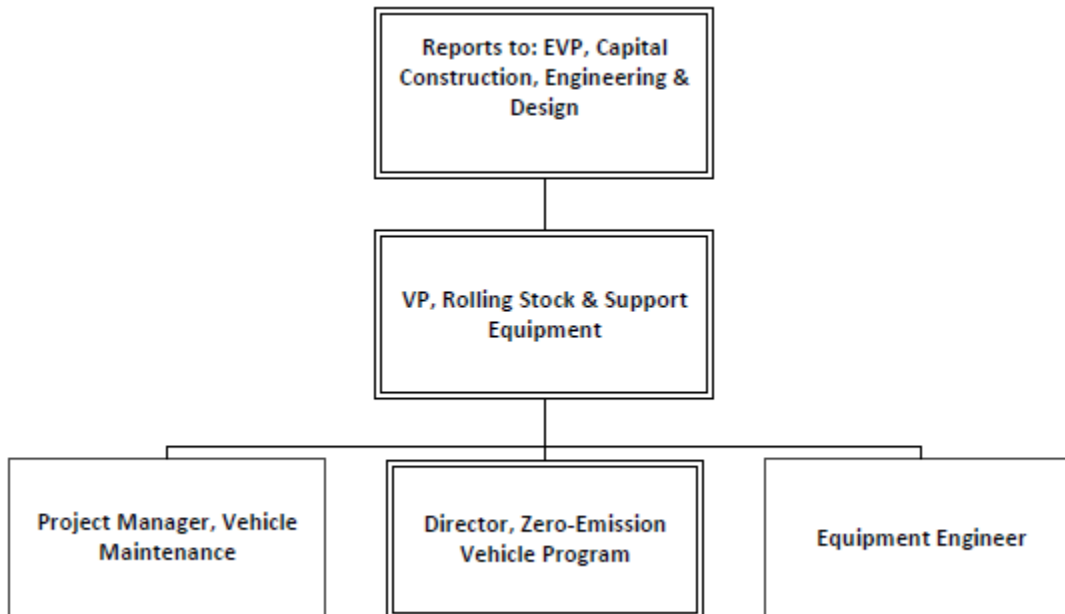 Reports to: EVP, Capital
Construction, Engineering &
Design
VP, Rolling Stock & Support
Equipment
Project Manager, Vehicle
Maintenance
Director, Zero-Emission
Vehicle Program
Equipment Engineer